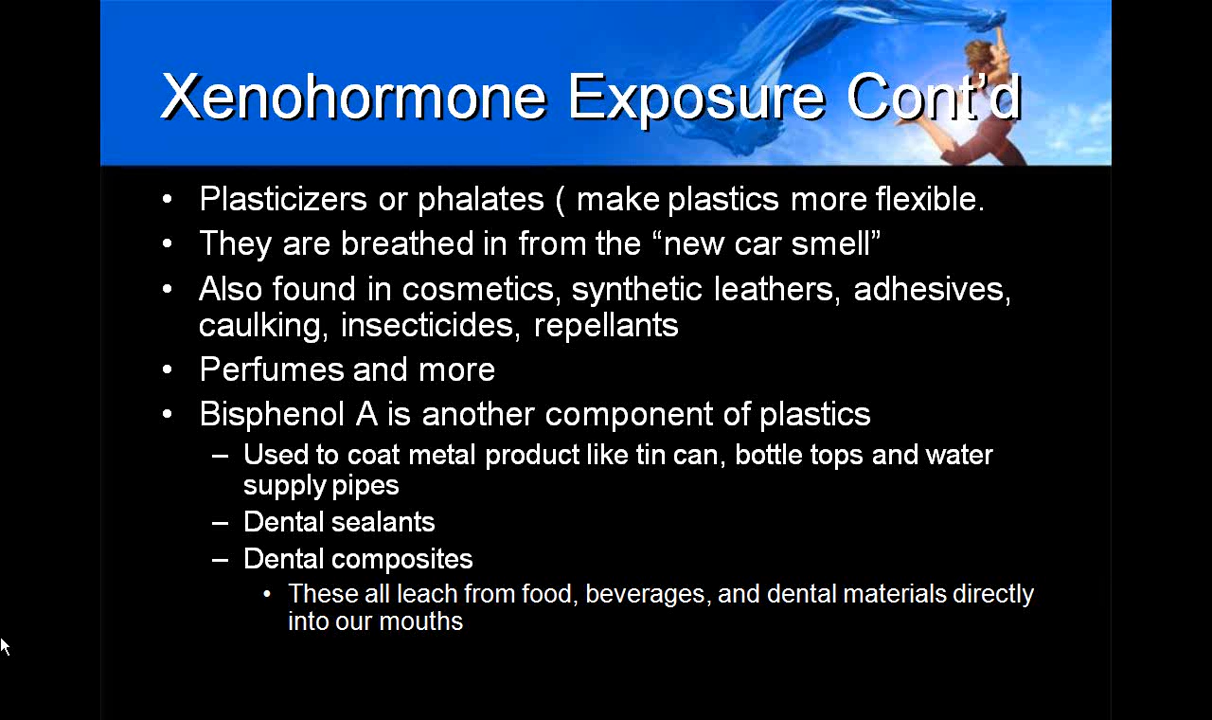 Xenohormone Exposure Cont’d
• Plasticizers or phalates ( make plastics more flexible.
• They are breathed in from the “new car smell”
• Also found in cosmetics, synthetic leathers, adhesives,
caulking, insecticides, repellants
• Perfumes and more
• Bisphenol A is another component of plastics
– Used to coat metal product like tin can, bottle tops and water
supply pipes
– Dental sealants
– Dental composites
• These all leach from food, beverages, and dental materials directly
into our mouths